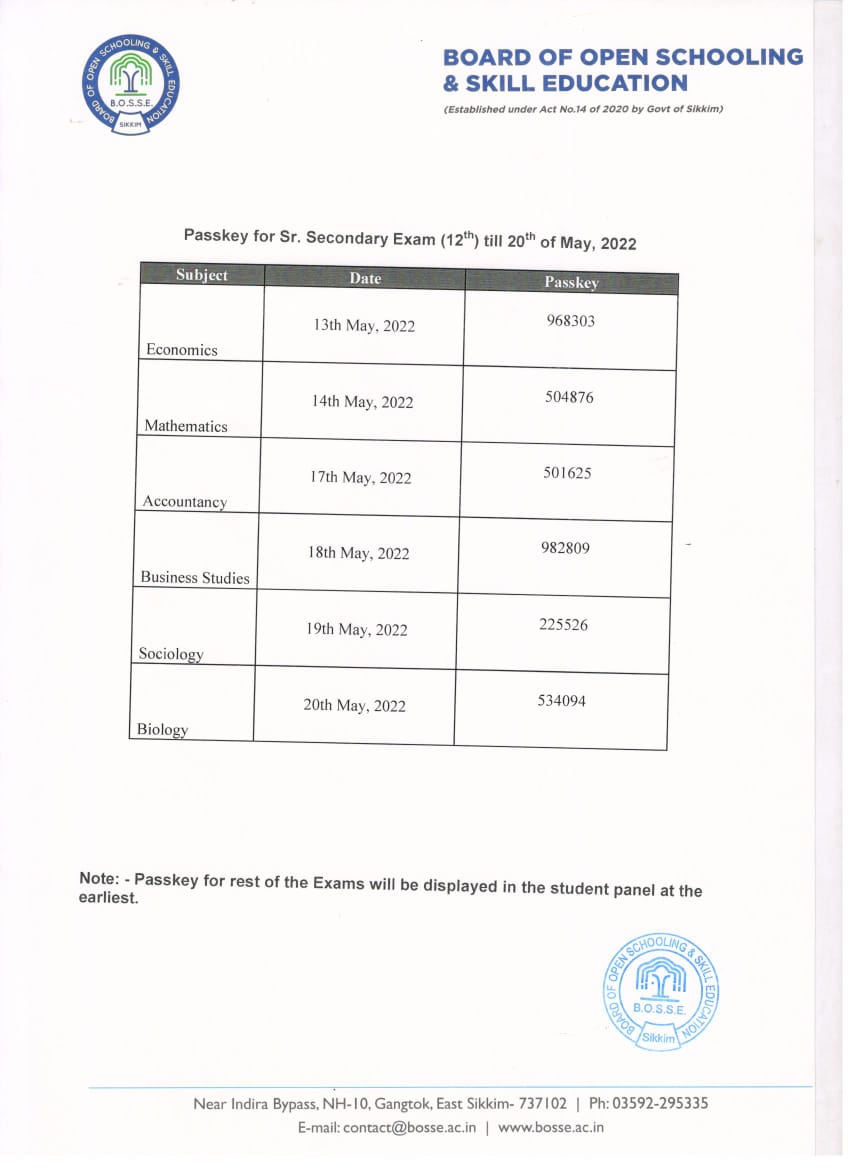 BOARD OF OPEN SCHOOLING & SKILL EDUCATION
B.O.S.S.E.
SIKKIM
BOARD OF OPEN SCHOOLING
& SKILL EDUCATION
(Established under Act No.14 of 2020 by Govt of Sikkim)
Passkey for Sr. Secondary Exam (12th) till 20th of May, 2022
Subject Date Passkey
Economics 13th May, 2022 968303
Mathematics 14th May, 2022 504876
Accountancy 17th May, 2022 501625
Business Studies 18th May, 2022 982809
Sociology 19th May, 2022 225526
Biology 20th May, 2022 534094
Note: - Passkey for rest of the Exams will be displayed in the student panel at the
earliest.
BOARD OF OPEN SCHOOLING & SKILL EDUCATION
B.O.S.S.E.
Sikkim
Near Indira Bypass, NH-10, Gangtok, East Sikkim- 737102 | Ph: 03592-295335
E-mail: contact@bosse.ac.in | www.bosse.ac.in